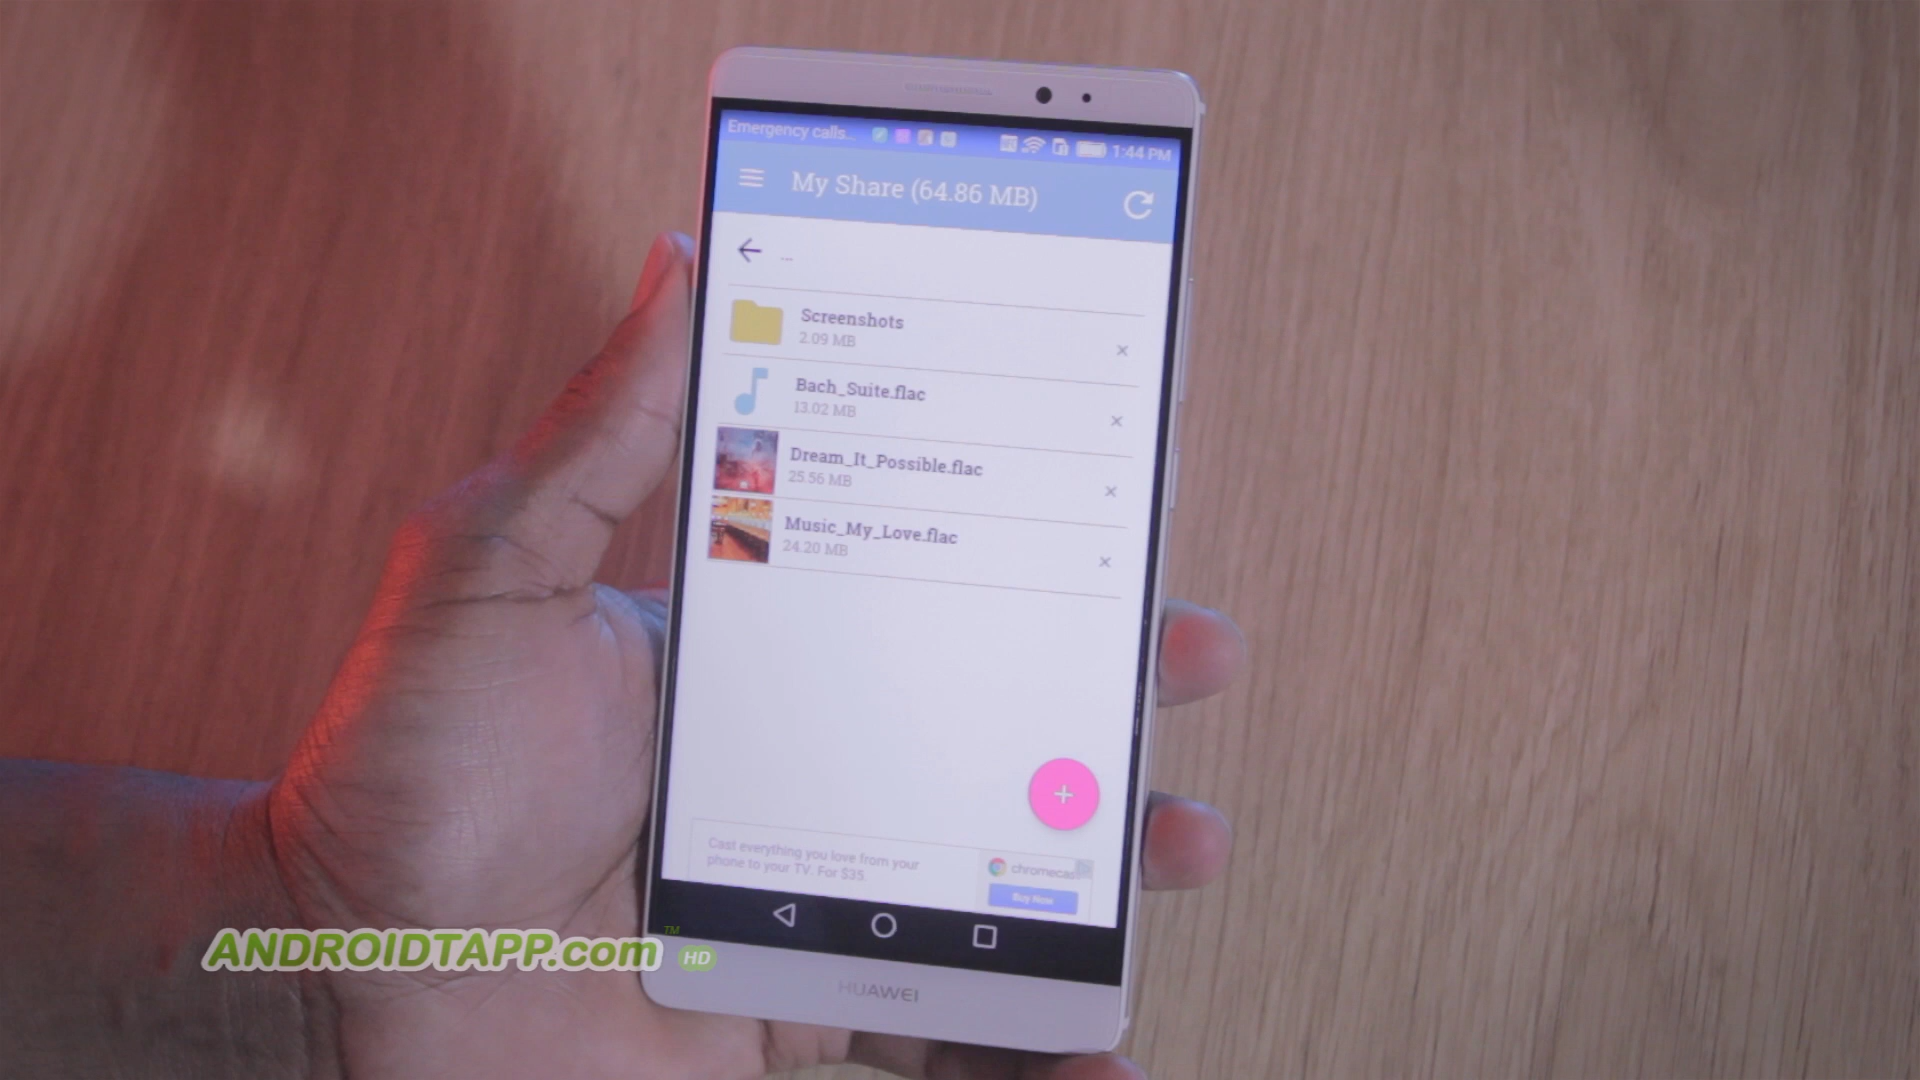 Emergency calls... 1:44 PM
My Share (64.86 MB)
...
Screenshots
2.09 MB
Bach_Suite.flac
13.02 MB
Dream_It_Possible.flac
25.56 MB
Music_My_Love.flac
24.20 MB
Cast everything you love from your
phone to your TV. For $35.
chromecast
Buy Now
HUAWEI
ANDROIDTAPP.com™ HD